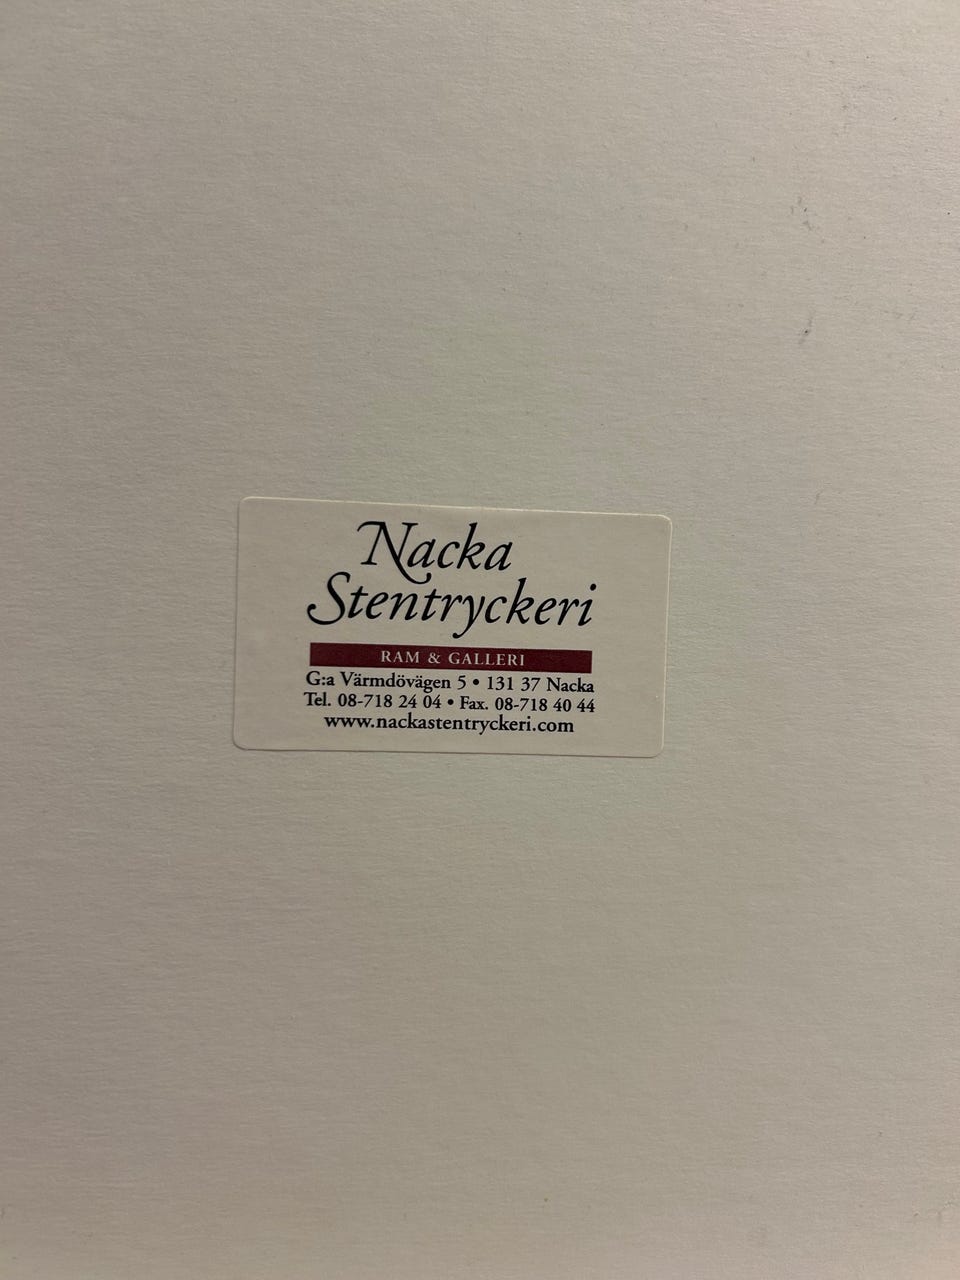 Nacka
Stentryckeri
RAM & GALLERI
G:a Värmdövägen 5 • 131 37 Nacka
Tel. 08-718 24 04 • Fax. 08-718 40 44
www.nackastentryckeri.com